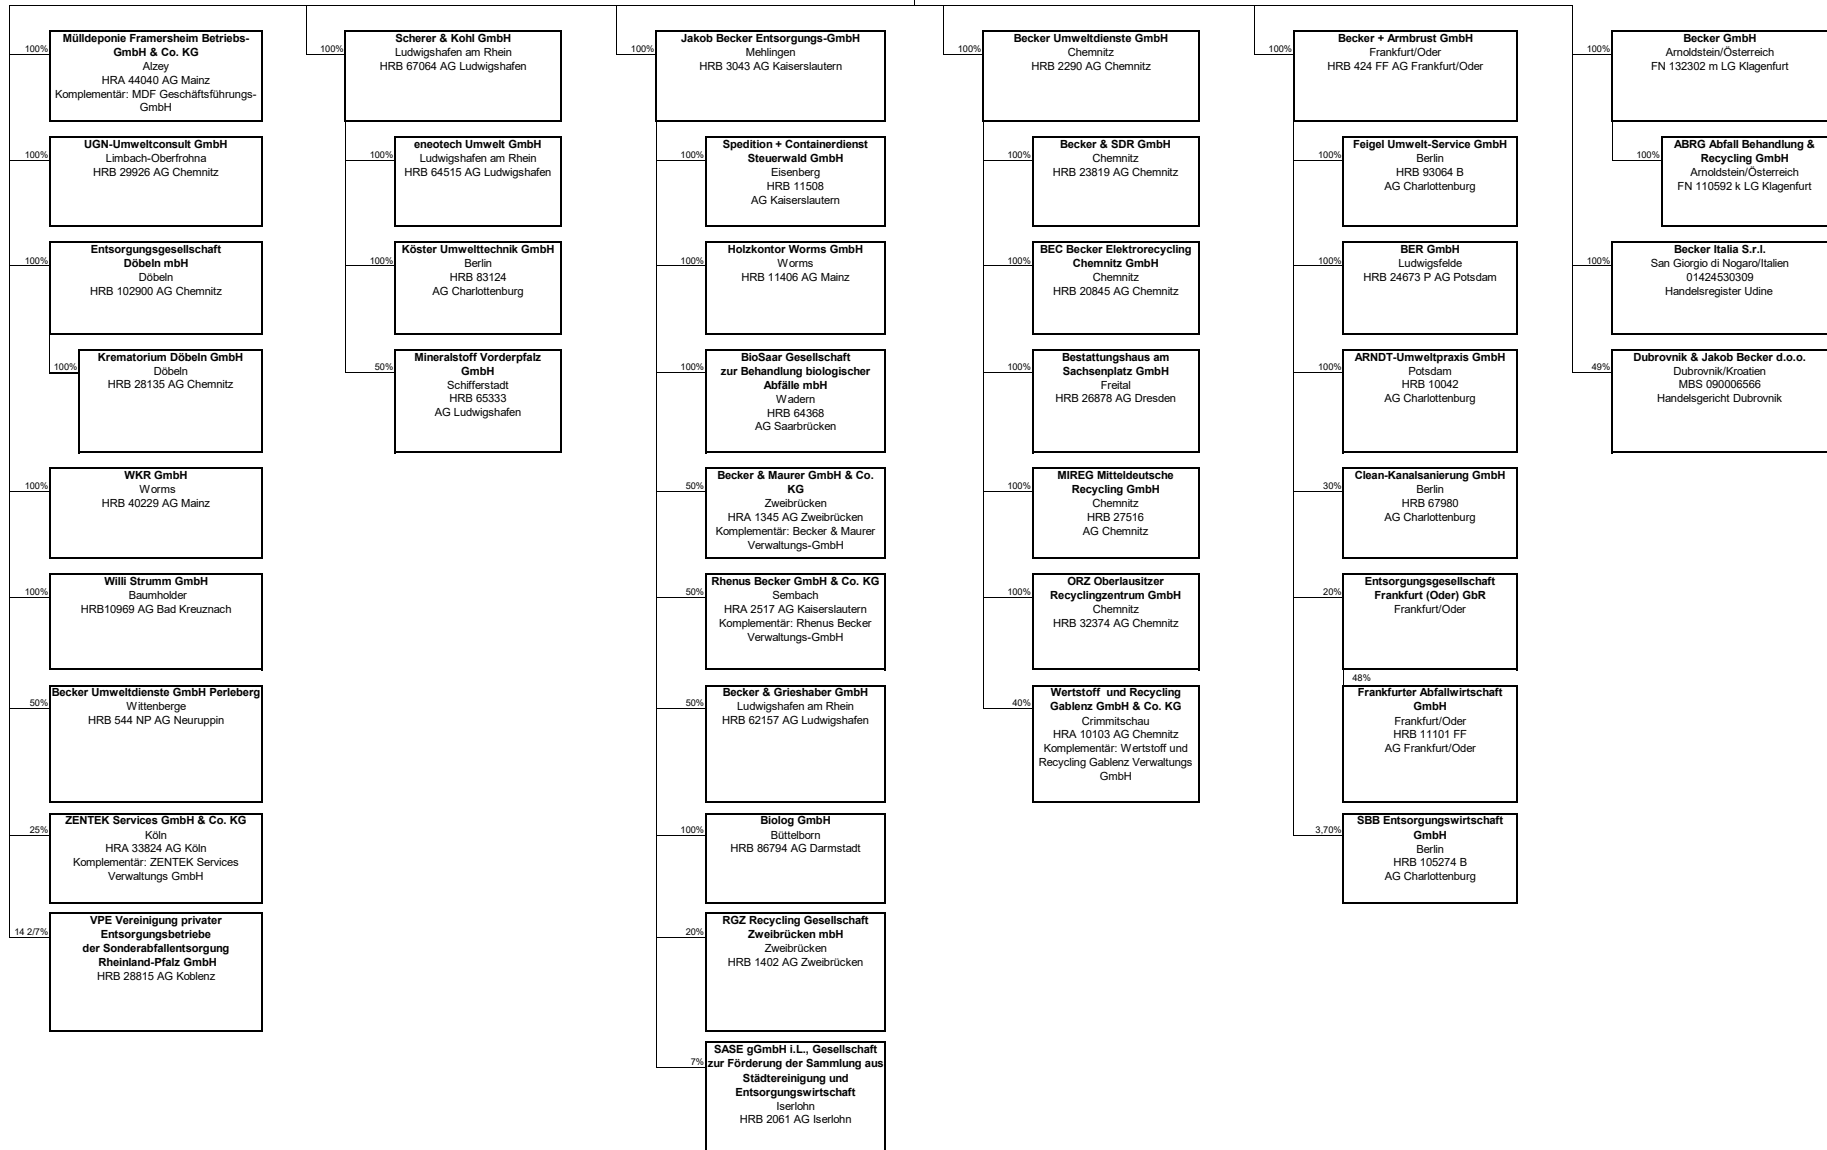 100%
Mülldeponie Framersheim Betriebs-
GmbH & Co. KG
Alzey
HRA 44040 AG Mainz
Komplementär: MDF Geschäftsführungs-
GmbH
100%
UGN-Umweltconsult GmbH
Limbach-Oberfrohna
HRB 29926 AG Chemnitz
100%
Entsorgungsgesellschaft
Döbeln mbH
Döbeln
HRB 102900 AG Chemnitz
100%
Krematorium Döbeln GmbH
Döbeln
HRB 28135 AG Chemnitz
100%
WKR GmbH
Worms
HRB 40229 AG Mainz
100%
Willi Strumm GmbH
Baumholder
HRB10969 AG Bad Kreuznach
50%
Becker Umweltdienste GmbH Perleberg
Wittenberge
HRB 544 NP AG Neuruppin
25%
ZENTEK Services GmbH & Co. KG
Köln
HRA 33824 AG Köln
Komplementär: ZENTEK Services
Verwaltungs GmbH
14 2/7%
VPE Vereinigung privater
Entsorgungsbetriebe
der Sonderabfallentsorgung
Rheinland-Pfalz GmbH
HRB 28815 AG Koblenz
100%
Scherer & Kohl GmbH
Ludwigshafen am Rhein
HRB 67064 AG Ludwigshafen
100%
eneotech Umwelt GmbH
Ludwigshafen am Rhein
HRB 64515 AG Ludwigshafen
100%
Köster Umwelttechnik GmbH
Berlin
HRB 83124
AG Charlottenburg
50%
Mineralstoff Vorderpfalz
GmbH
Schifferstadt
HRB 65333
AG Ludwigshafen
100%
Jakob Becker Entsorgungs-GmbH
Mehlingen
HRB 3043 AG Kaiserslautern
100%
Spedition + Containerdienst
Steuerwald GmbH
Eisenberg
HRB 11508
AG Kaiserslautern
100%
Holzkontor Worms GmbH
Worms
HRB 11406 AG Mainz
100%
BioSaar Gesellschaft
zur Behandlung biologischer
Abfälle mbH
Wadern
HRB 64368
AG Saarbrücken
50%
Becker & Maurer GmbH & Co.
KG
Zweibrücken
HRA 1345 AG Zweibrücken
Komplementär: Becker & Maurer
Verwaltungs-GmbH
50%
Rhenus Becker GmbH & Co. KG
Sembach
HRA 2517 AG Kaiserslautern
Komplementär: Rhenus Becker
Verwaltungs-GmbH
50%
Becker & Grieshaber GmbH
Ludwigshafen am Rhein
HRB 62157 AG Ludwigshafen
100%
Biolog GmbH
Büttelborn
HRB 86794 AG Darmstadt
20%
RGZ Recycling Gesellschaft
Zweibrücken mbH
Zweibrücken
HRB 1402 AG Zweibrücken
7%
SASE gGmbH i.L., Gesellschaft
zur Förderung der Sammlung aus
Städtereinigung und
Entsorgungswirtschaft
Iserlohn
HRB 2061 AG Iserlohn
100%
Becker Umweltdienste GmbH
Chemnitz
HRB 2290 AG Chemnitz
100%
Becker & SDR GmbH
Chemnitz
HRB 23819 AG Chemnitz
100%
BEC Becker Elektrorecycling
Chemnitz GmbH
Chemnitz
HRB 20845 AG Chemnitz
100%
Bestattungshaus am
Sachsenplatz GmbH
Freital
HRB 26878 AG Dresden
100%
MIREG Mitteldeutsche
Recycling GmbH
Chemnitz
HRB 27516
AG Chemnitz
100%
ORZ Oberlausitzer
Recyclingzentrum GmbH
Chemnitz
HRB 32374 AG Chemnitz
40%
Wertstoff und Recycling
Gablenz GmbH & Co. KG
Crimmitschau
HRA 10103 AG Chemnitz
Komplementär: Wertstoff und
Recycling Gablenz Verwaltungs
GmbH
100%
Becker + Armbrust GmbH
Frankfurt/Oder
HRB 424 FF AG Frankfurt/Oder
100%
Feigel Umwelt-Service GmbH
Berlin
HRB 93064 B
AG Charlottenburg
100%
BER GmbH
Ludwigsfelde
HRB 24673 P AG Potsdam
100%
ARNDT-Umweltpraxis GmbH
Potsdam
HRB 10042
AG Charlottenburg
30%
Clean-Kanalsanierung GmbH
Berlin
HRB 67980
AG Charlottenburg
20%
Entsorgungsgesellschaft
Frankfurt (Oder) GbR
Frankfurt/Oder
48%
Frankfurter Abfallwirtschaft
GmbH
Frankfurt/Oder
HRB 11101 FF
AG Frankfurt/Oder
3,70%
SBB Entsorgungswirtschaft
GmbH
Berlin
HRB 105274 B
AG Charlottenburg
100%
Becker GmbH
Arnoldstein/Österreich
FN 132302 m LG Klagenfurt
100%
ABRG Abfall Behandlung &
Recycling GmbH
Arnoldstein/Österreich
FN 110592 k LG Klagenfurt
100%
Becker Italia S.r.l.
San Giorgio di Nogaro/Italien
01424530309
Handelsregister Udine
49%
Dubrovnik & Jakob Becker d.o.o.
Dubrovnik/Kroatien
MBS 090006566
Handelsgericht Dubrovnik